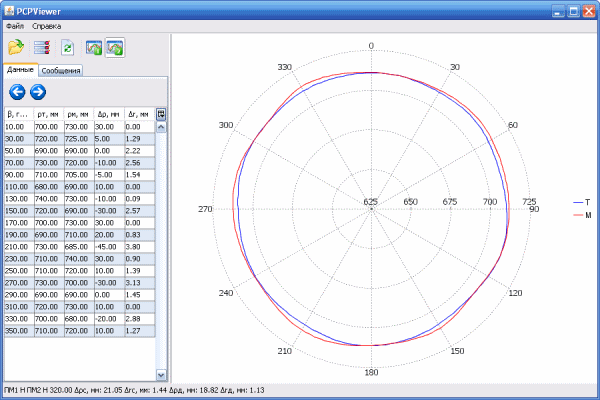 PCPViewer
Файл Справка
Данные Сообщения
β, г... ρт, мм ρм, мм Δρ, мм Δг, мм
10.00 700.00 730.00 30.00 0.00
30.00 720.00 725.00 5.00 1.29
50.00 690.00 690.00 0.00 2.22
70.00 730.00 720.00 -10.00 2.56
90.00 710.00 705.00 -5.00 1.54
110.00 680.00 690.00 10.00 0.00
130.00 740.00 730.00 -10.00 0.09
150.00 720.00 690.00 -30.00 2.57
170.00 700.00 730.00 30.00 0.00
190.00 690.00 710.00 20.00 0.83
210.00 730.00 685.00 -45.00 3.80
230.00 710.00 740.00 30.00 0.90
250.00 710.00 720.00 10.00 1.39
270.00 730.00 700.00 -30.00 3.13
290.00 690.00 690.00 0.00 1.45
310.00 720.00 730.00 10.00 0.00
330.00 700.00 680.00 -20.00 2.88
350.00 710.00 720.00 10.00 1.27
0
330 30
300 60
270 625 650 675 700 725
90
240 120
210 150
180
T
M
ПМ1 Н ПМ2 Н 320.00 Δρс, мм: 21.05 Δгс, мм: 1.44 Δρд, мм: 18.82 Δгд, мм: 1.13